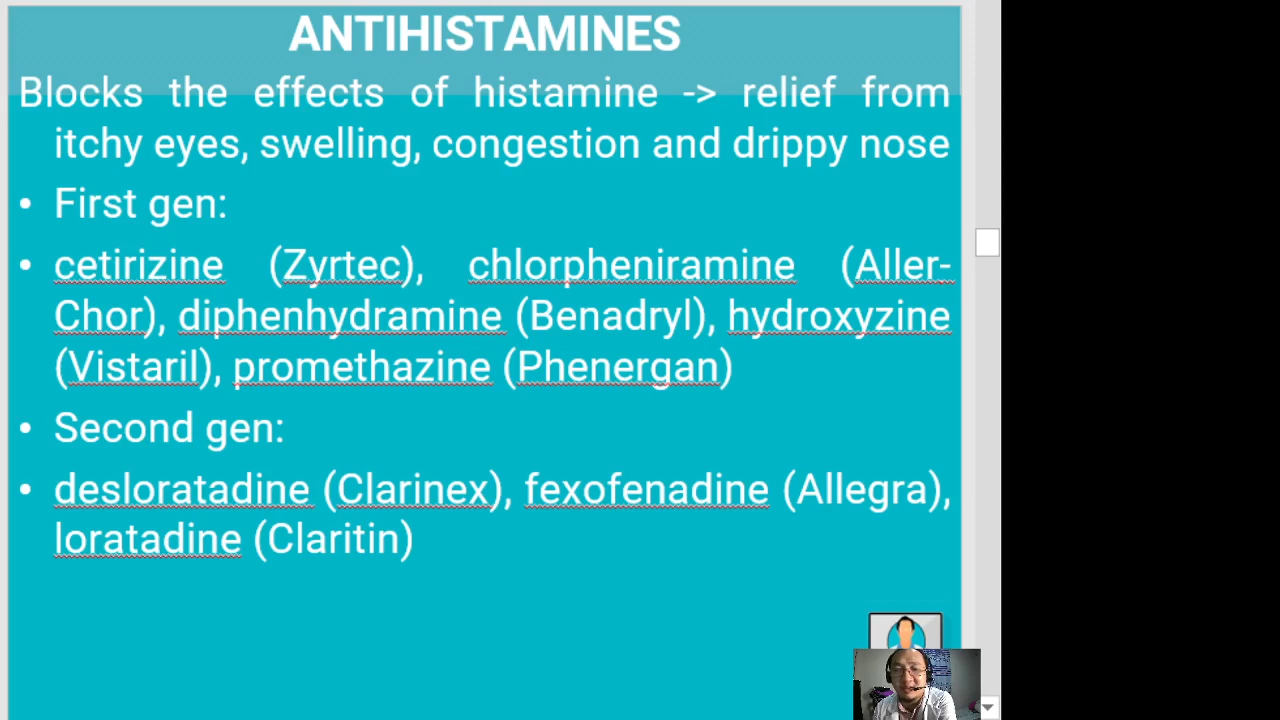 ANTIHISTAMINES
Blocks the effects of histamine -> relief from
itchy eyes, swelling, congestion and drippy nose
• First gen:
• cetirizine (Zyrtec), chlorpheniramine (Aller-
Chor), diphenhydramine (Benadryl), hydroxyzine
(Vistaril), promethazine (Phenergan)
• Second gen:
• desloratadine (Clarinex), fexofenadine (Allegra),
loratadine (Claritin)